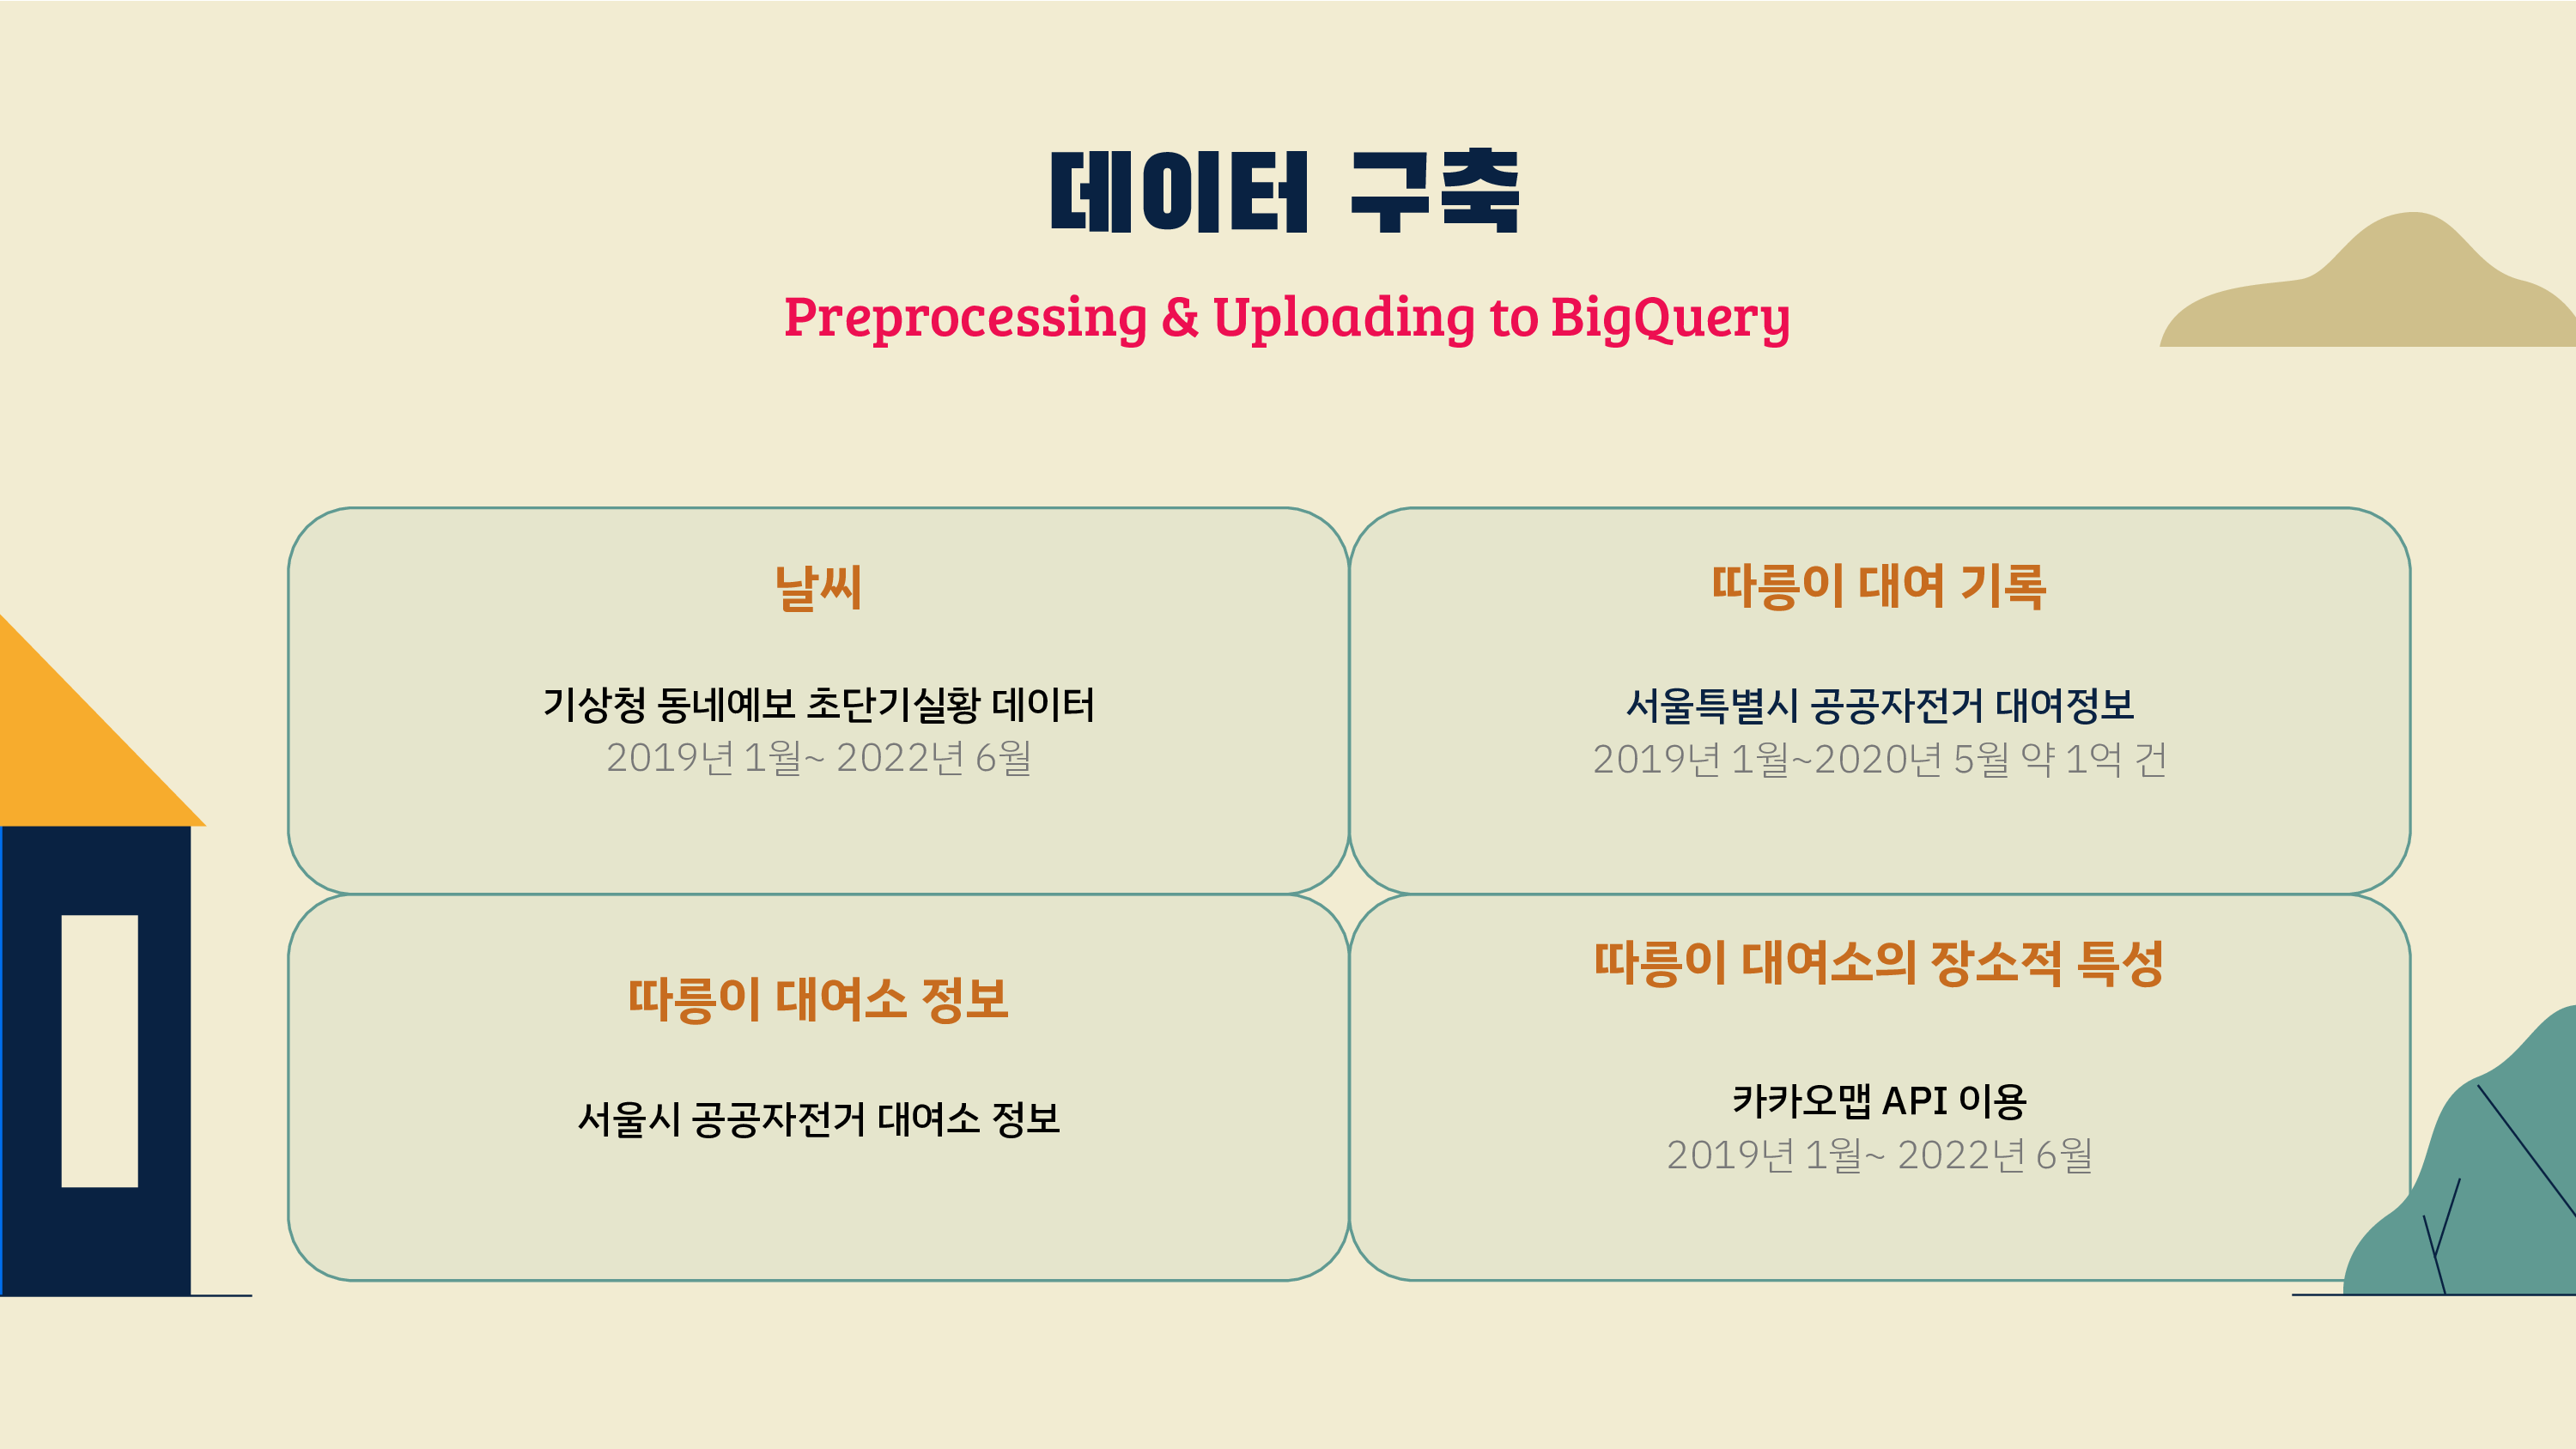 데이터 구축
Preprocessing & Uploading to BigQuery
날씨
기상청 동네예보 초단기실황 데이터
2019년 1월~ 2022년 6월
따릉이 대여 기록
서울특별시 공공자전거 대여정보
2019년 1월~2020년 5월 약 1억 건
따릉이 대여소 정보
서울시 공공자전거 대여소 정보
따릉이 대여소의 장소적 특성
카카오맵 API 이용
2019년 1월~ 2022년 6월